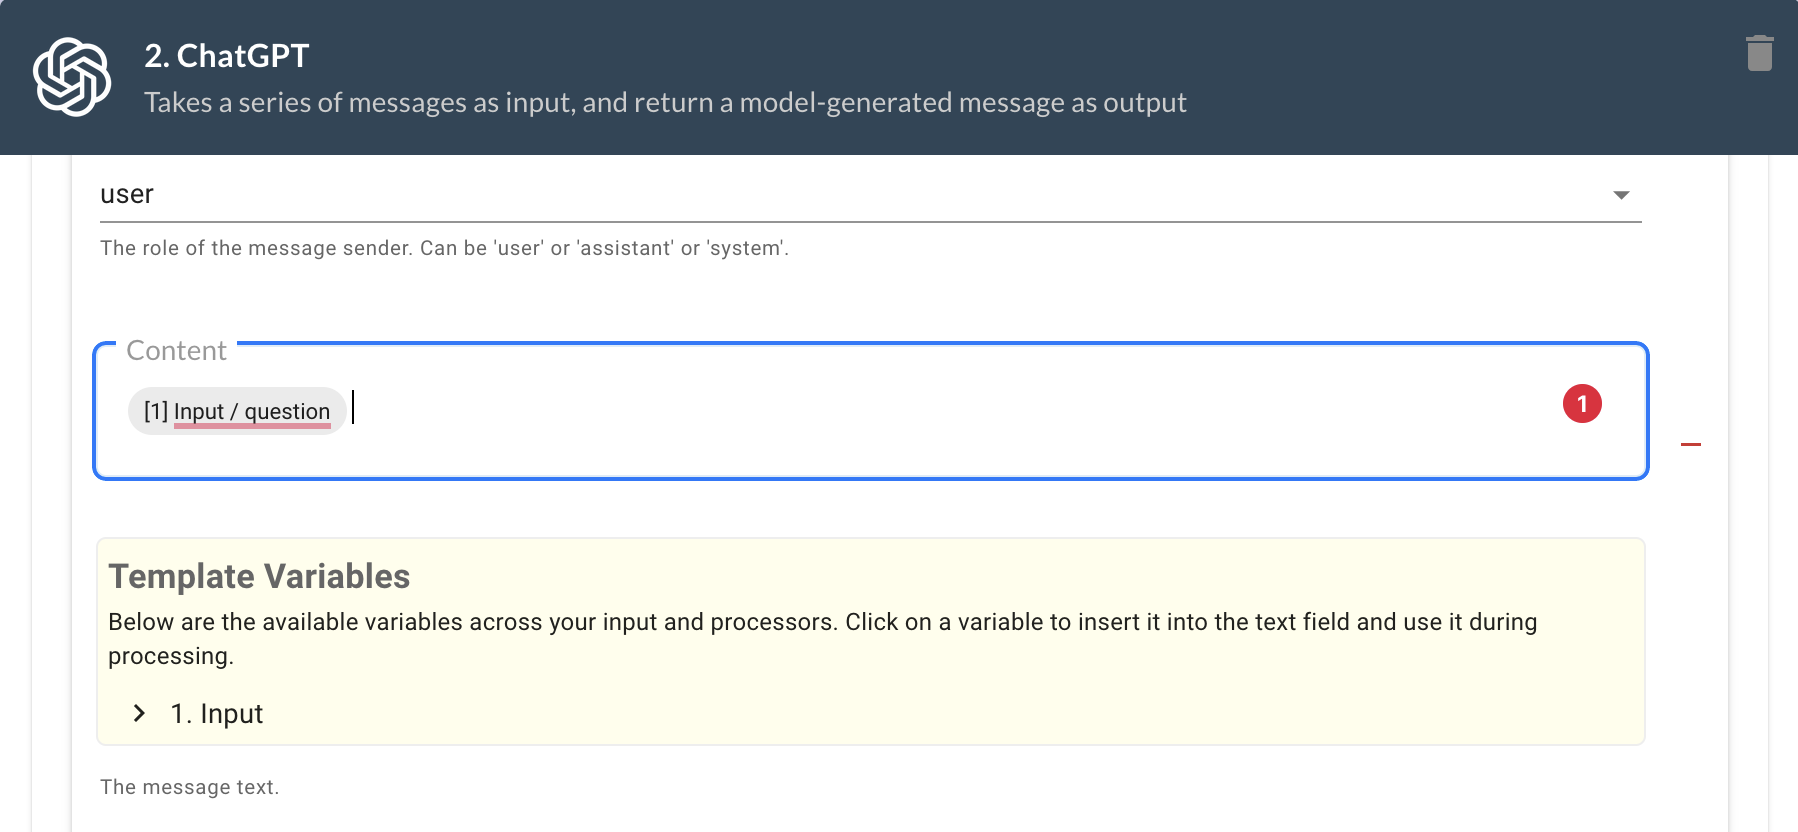 2. ChatGPT
Takes a series of messages as input, and return a model-generated message as output
user
The role of the message sender. Can be 'user' or 'assistant' or 'system'.
Content
[1] Input / question
1
Template Variables
Below are the available variables across your input and processors. Click on a variable to insert it into the text field and use it during
processing.
1. Input
The message text.